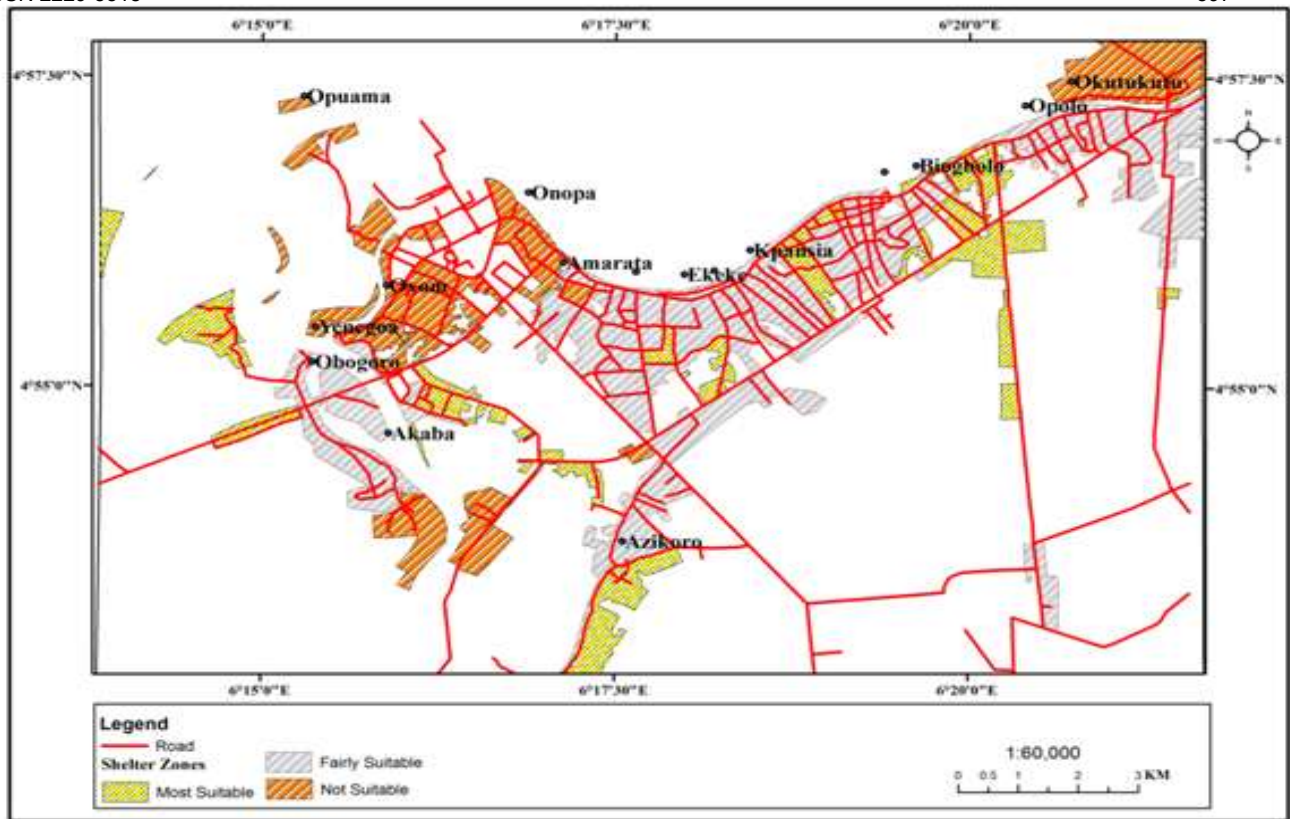 6°15'0"E 6°17'30"E 6°20'0"E
4°57'30"N 4°57'30"N
Opuama
Okutukutu
Opolo
N
Biogbolo
S
Onopa
Kpansia
Amarata
Ekeke
Yenegoa
Obogoro
4°55'0"N 4°55'0"N
Akaba
Azikoro
6°15'0"E 6°17'30"E 6°20'0"E
Legend
Road
Shelter Zones
Fairly Suitable
Most Suitable
Not Suitable
1:60,000
0 0.5 1 2 3 KM